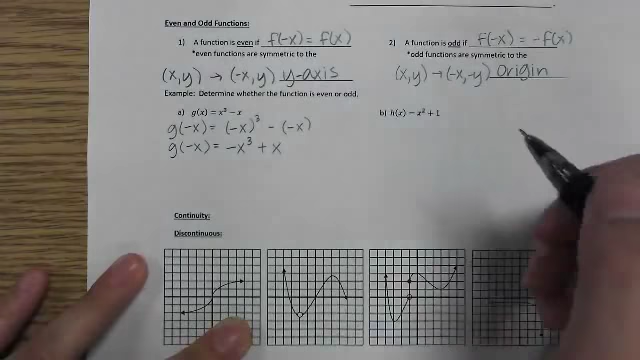 Even and Odd Functions:
1) A function is even if f(-x) = f(x)
*even functions are symmetric to the
(x,y) → (-x,y) y-axis
2) A function is odd if f(-x) = -f(x)
*odd functions are symmetric to the
(x,y) → (-x,-y) origin
Example: Determine whether the function is even or odd.
a) g(x) = x³ − x
g(-x) = (-x)³ - (-x)
g(-x) = -x³ + x
b) h(x) − x² + 1
Continuity:
Discontinuous: